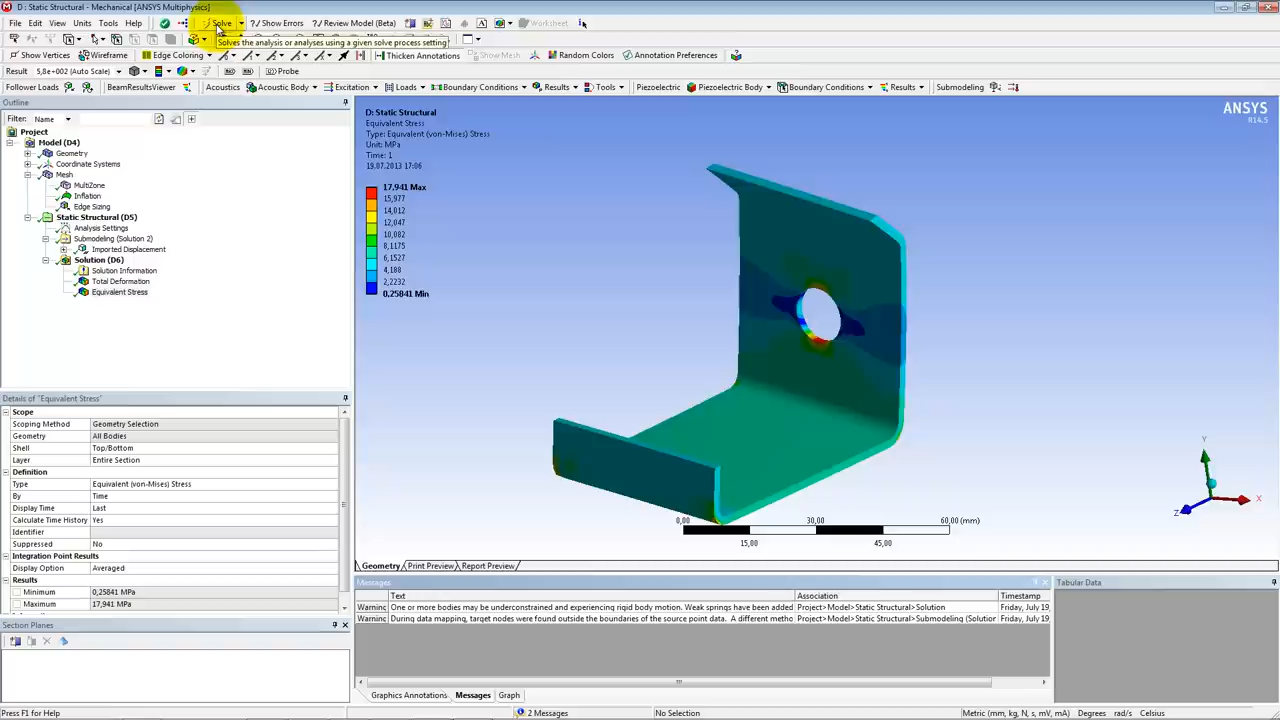 D : Static Structural - Mechanical [ANSYS Multiphysics]
File Edit View Units Tools Help Solve Show Errors Review Model (Beta) Worksheet
Solves the analysis or analyses using a given solve process setting
Show Vertices Wireframe Edge Coloring Thicken Annotations Show Mesh Random Colors Annotation Preferences
Result 5,8e+002 (Auto Scale) Probe
Follower Loads BeamResultsViewer Acoustics Acoustic Body Excitation Loads Boundary Conditions Results Tools Piezoelectric Piezoelectric Body Boundary Conditions Results Submodeling
Outline
Filter: Name
Project
Model (D4)
Geometry
Coordinate Systems
Mesh
MultiZone
Inflation
Edge Sizing
Static Structural (D5)
Analysis Settings
Submodeling (Solution 2)
Imported Displacement
Solution (D6)
Solution Information
Total Deformation
Equivalent Stress
D: Static Structural
Equivalent Stress
Type: Equivalent (von-Mises) Stress
Unit: MPa
Time: 1
19.07.2013 17:06
17,941 Max
15,977
14,012
12,047
10,082
8,1175
6,1527
4,188
2,2232
0,25841 Min
ANSYS
R14.5
Y
X
Z
0,00 30,00 60,00 (mm)
15,00 45,00
Details of "Equivalent Stress"
Scope
Scoping Method Geometry Selection
Geometry All Bodies
Shell Top/Bottom
Layer Entire Section
Definition
Type Equivalent (von-Mises) Stress
By Time
Display Time Last
Calculate Time History Yes
Identifier
Suppressed No
Integration Point Results
Display Option Averaged
Results
Minimum 0,25841 MPa
Maximum 17,941 MPa
Section Planes
Geometry Print Preview Report Preview
Messages
Text Association Timestamp
Warninc One or more bodies may be underconstrained and experiencing rigid body motion. Weak springs have been added Project>Model>Static Structural>Solution Friday, July 19,
Warninc During data mapping, target nodes were found outside the boundaries of the source point data. A different metho Project>Model>Static Structural>Submodeling (Solution Friday, July 19,
Graphics Annotations Messages Graph
Tabular Data
Press F1 for Help 2 Messages No Selection Metric (mm, kg, N, s, mV, mA) Degrees rad/s Celsius